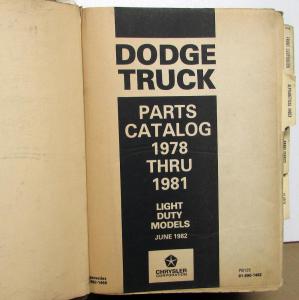 DODGE
TRUCK
PARTS
CATALOG
1978
THRU
1981
LIGHT
DUTY
MODELS
JUNE 1982
CHRYSLER
CORPORATION